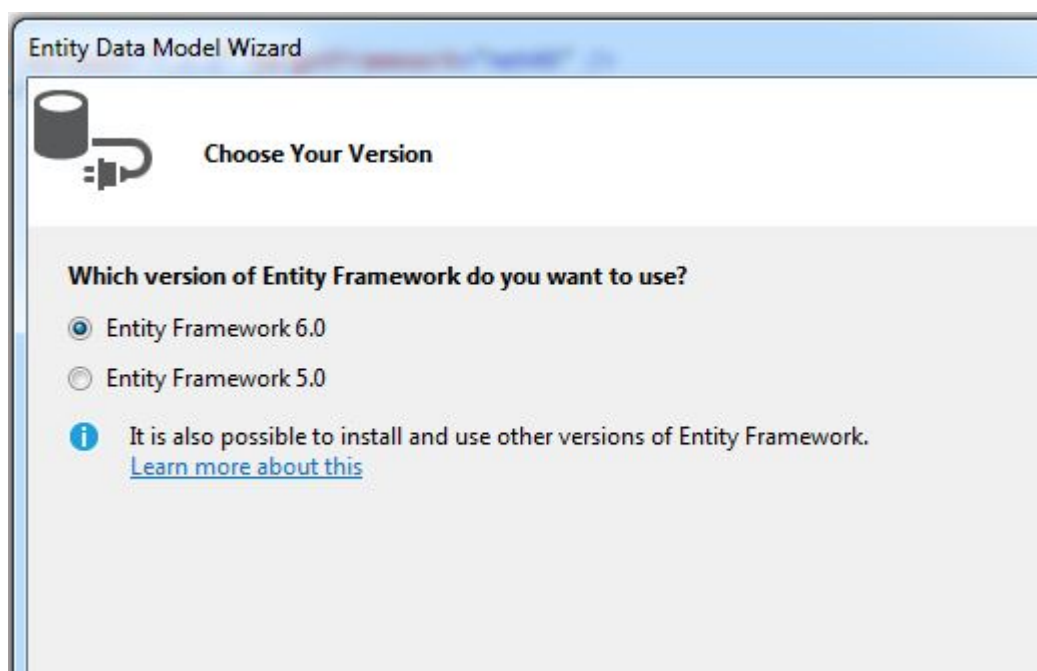 Entity Data Model Wizard
Choose Your Version
Which version of Entity Framework do you want to use?
Entity Framework 6.0
Entity Framework 5.0
It is also possible to install and use other versions of Entity Framework.
Learn more about this